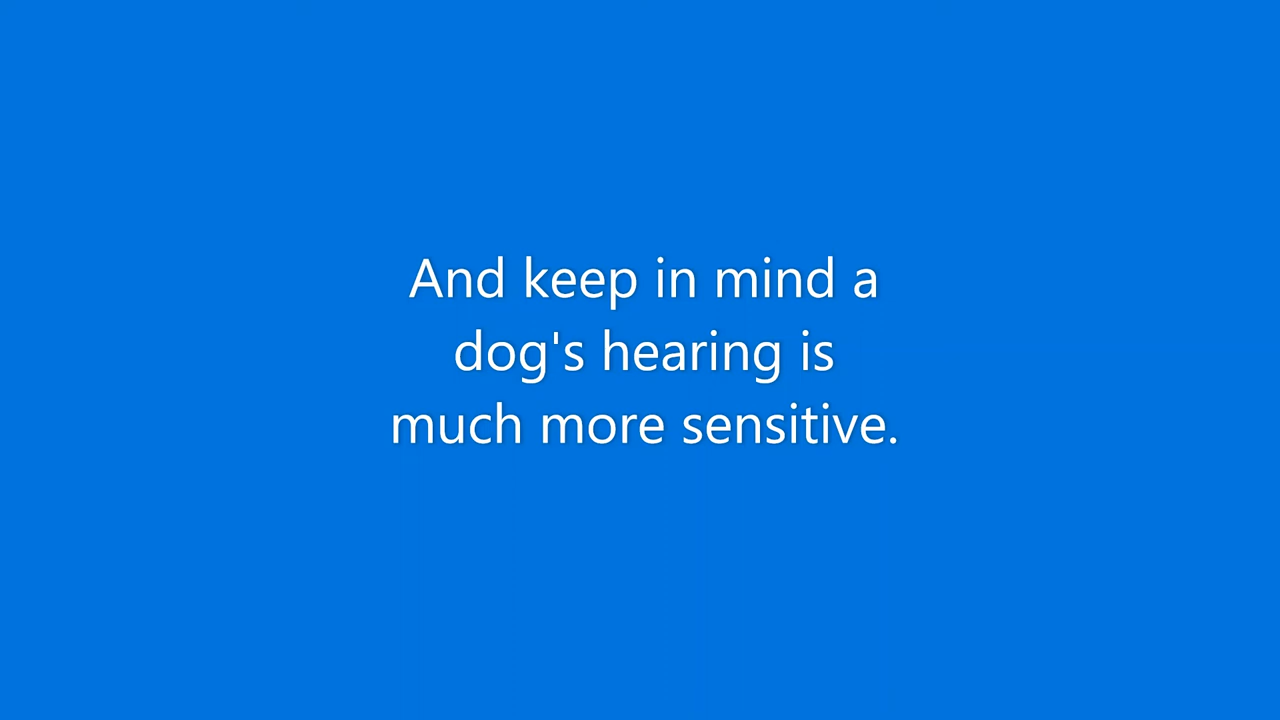 And keep in mind a
dog's hearing is
much more sensitive.